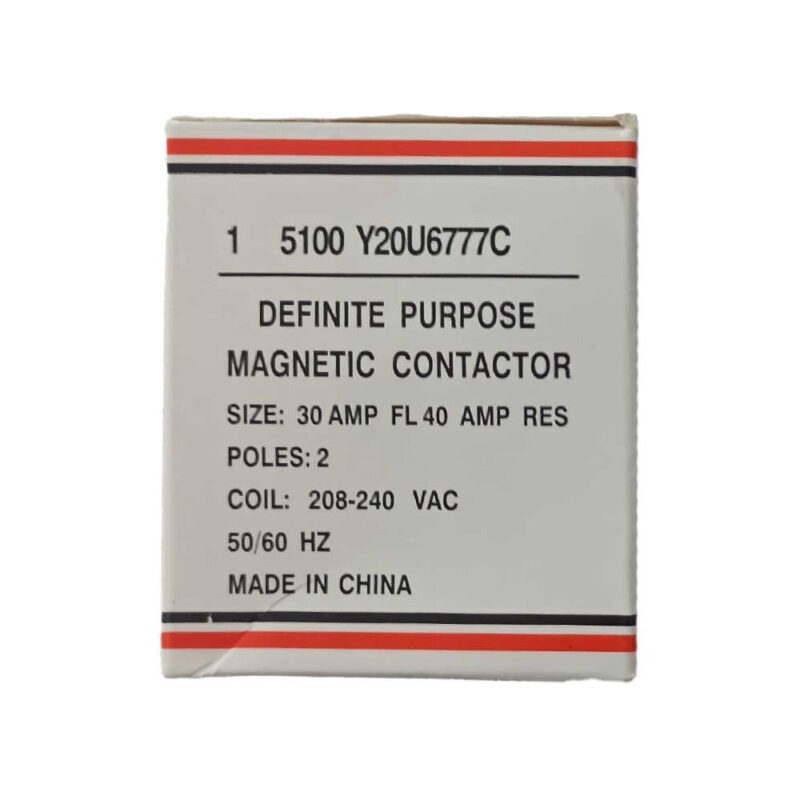 1 5100 Y20U6777C
DEFINITE PURPOSE
MAGNETIC CONTACTOR
SIZE: 30 AMP FL 40 AMP RES
POLES: 2
COIL: 208-240 VAC
50/60 HZ
MADE IN CHINA